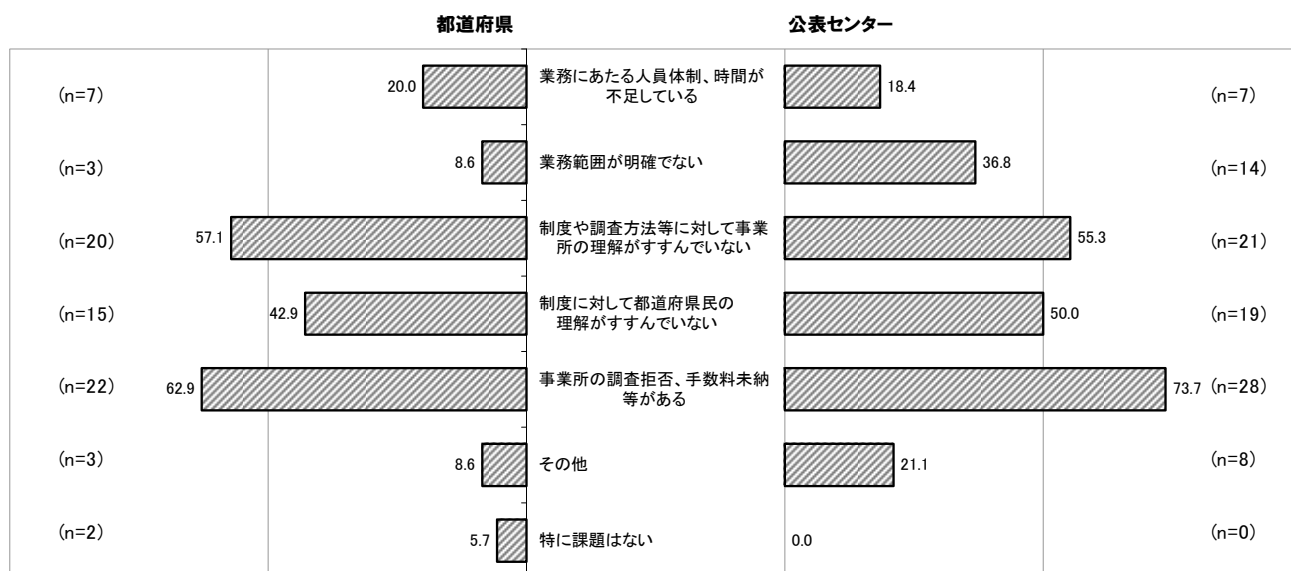 都道府県 公表センター
(n=7) 20.0 業務にあたる人員体制、時間が 18.4 (n=7)
不足している
(n=3) 8.6 業務範囲が明確でない 36.8 (n=14)
(n=20) 57.1 制度や調査方法等に対して事業 55.3 (n=21)
所の理解がすすんでいない
(n=15) 42.9 制度に対して都道府県民の 50.0 (n=19)
理解がすすんでいない
(n=22) 62.9 事業所の調査拒否、手数料未納 73.7 (n=28)
等がある
(n=3) 8.6 その他 21.1 (n=8)
(n=2) 5.7 特に課題はない 0.0 (n=0)